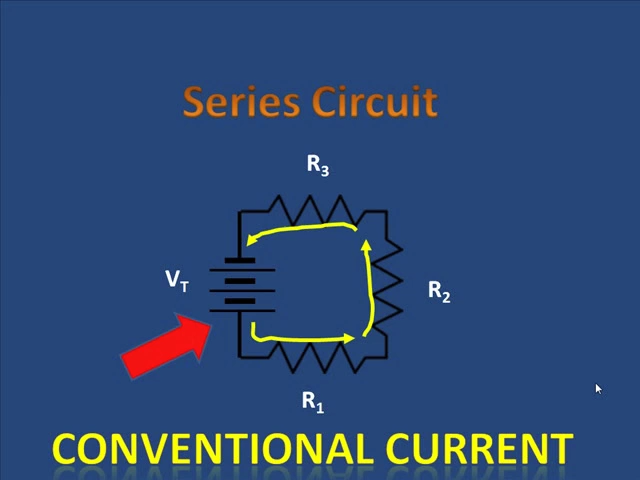 Series Circuit
R3
VT
R2
R1
CONVENTIONAL CURRENT